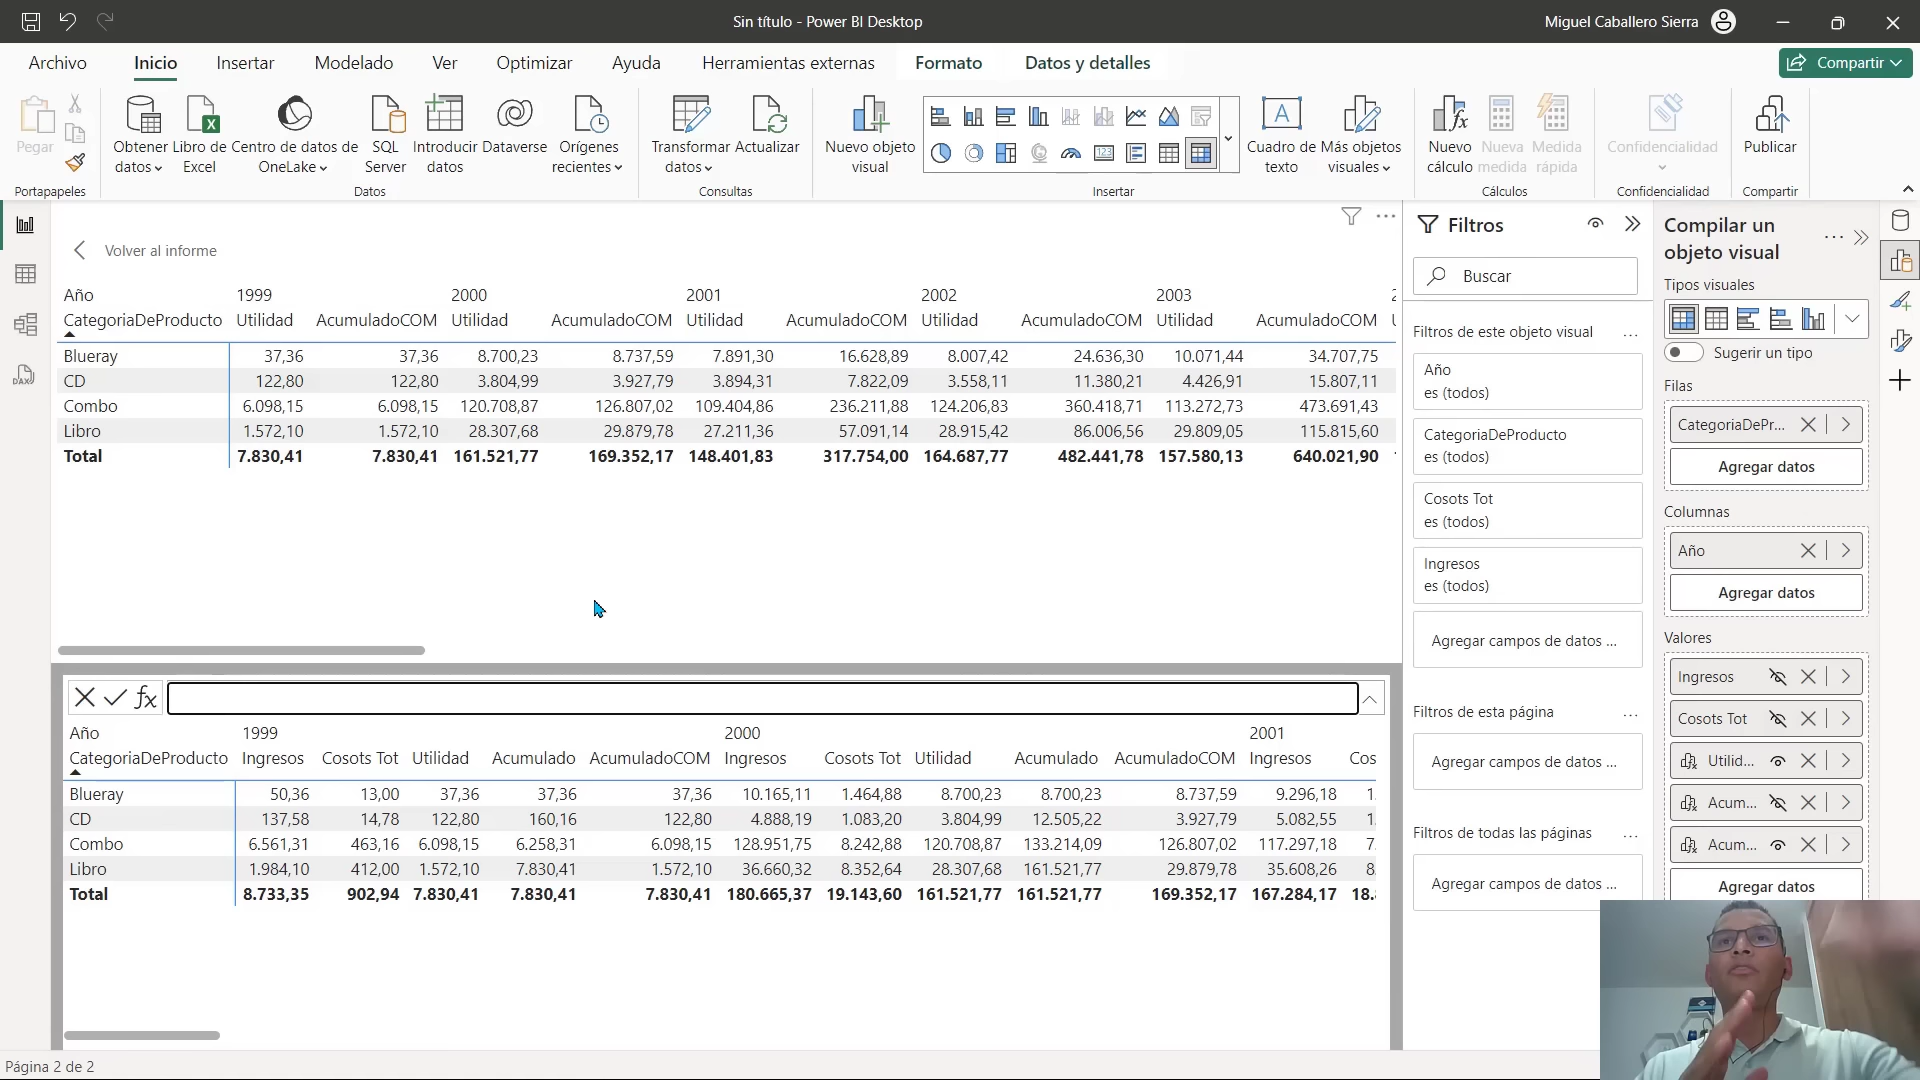 Sin título - Power BI Desktop
Miguel Caballero Sierra
Archivo Inicio Insertar Modelado Ver Optimizar Ayuda Herramientas externas Formato Datos y detalles Compartir
Pegar
Portapapeles
Obtener datos
Libro de Excel
Centro de datos de OneLake
SQL Server
Introducir datos
Dataverse
Orígenes recientes
Datos
Transformar datos
Actualizar
Consultas
Nuevo objeto visual
Cuadro de texto
Más objetos visuales
Insertar
Nuevo cálculo
Nueva medida
Medida rápida
Cálculos
Confidencialidad
Confidencialidad
Publicar
Compartir
Volver al informe
Año 1999 2000 2001 2002 2003
CategoriaDeProducto Utilidad AcumuladoCOM Utilidad AcumuladoCOM Utilidad AcumuladoCOM Utilidad AcumuladoCOM Utilidad AcumuladoCOM
Blueray 37,36 37,36 8.700,23 8.737,59 7.891,30 16.628,89 8.007,42 24.636,30 10.071,44 34.707,75
CD 122,80 122,80 3.804,99 3.927,79 3.894,31 7.822,09 3.558,11 11.380,21 4.426,91 15.807,11
Combo 6.098,15 6.098,15 120.708,87 126.807,02 109.404,86 236.211,88 124.206,83 360.418,71 113.272,73 473.691,43
Libro 1.572,10 1.572,10 28.307,68 29.879,78 27.211,36 57.091,14 28.915,42 86.006,56 29.809,05 115.815,60
Total 7.830,41 7.830,41 161.521,77 169.352,17 148.401,83 317.754,00 164.687,77 482.441,78 157.580,13 640.021,90
fx
Año 1999 2000 2001
CategoriaDeProducto Ingresos Cosots Tot Utilidad Acumulado AcumuladoCOM Ingresos Cosots Tot Utilidad Acumulado AcumuladoCOM Ingresos Cos
Blueray 50,36 13,00 37,36 37,36 37,36 10.165,11 1.464,88 8.700,23 8.700,23 8.737,59 9.296,18 1.
CD 137,58 14,78 122,80 160,16 122,80 4.888,19 1.083,20 3.804,99 12.505,22 3.927,79 5.082,55 1.
Combo 6.561,31 463,16 6.098,15 6.258,31 6.098,15 128.951,75 8.242,88 120.708,87 133.214,09 126.807,02 117.297,18 7.
Libro 1.984,10 412,00 1.572,10 7.830,41 1.572,10 36.660,32 8.352,64 28.307,68 161.521,77 29.879,78 35.608,26 8.
Total 8.733,35 902,94 7.830,41 7.830,41 7.830,41 180.665,37 19.143,60 161.521,77 161.521,77 169.352,17 167.284,17 18.
Filtros
Buscar
Filtros de este objeto visual ...
Año
es (todos)
CategoriaDeProducto
es (todos)
Cosots Tot
es (todos)
Ingresos
es (todos)
Agregar campos de datos ...
Filtros de esta página ...
Agregar campos de datos ...
Filtros de todas las páginas ...
Agregar campos de datos ...
Compilar un
objeto visual
Tipos visuales
Sugerir un tipo
Filas
CategoriaDePr...
Agregar datos
Columnas
Año
Agregar datos
Valores
Ingresos
Cosots Tot
Utilid...
Acum...
Acum...
Agregar datos
Página 2 de 2